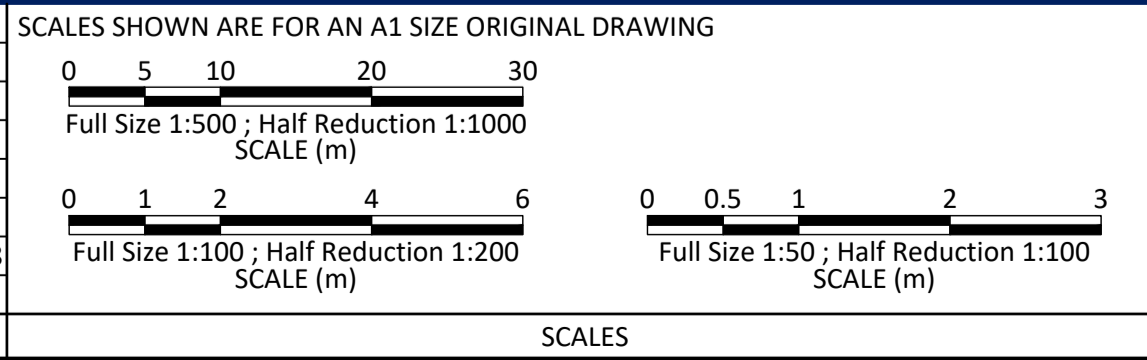 SCALES SHOWN ARE FOR AN A1 SIZE ORIGINAL DRAWING
0 5 10 20 30
Full Size 1:500 ; Half Reduction 1:1000
SCALE (m)
0 1 2 4 6
Full Size 1:100 ; Half Reduction 1:200
SCALE (m)
0 0.5 1 2 3
Full Size 1:50 ; Half Reduction 1:100
SCALE (m)
SCALES